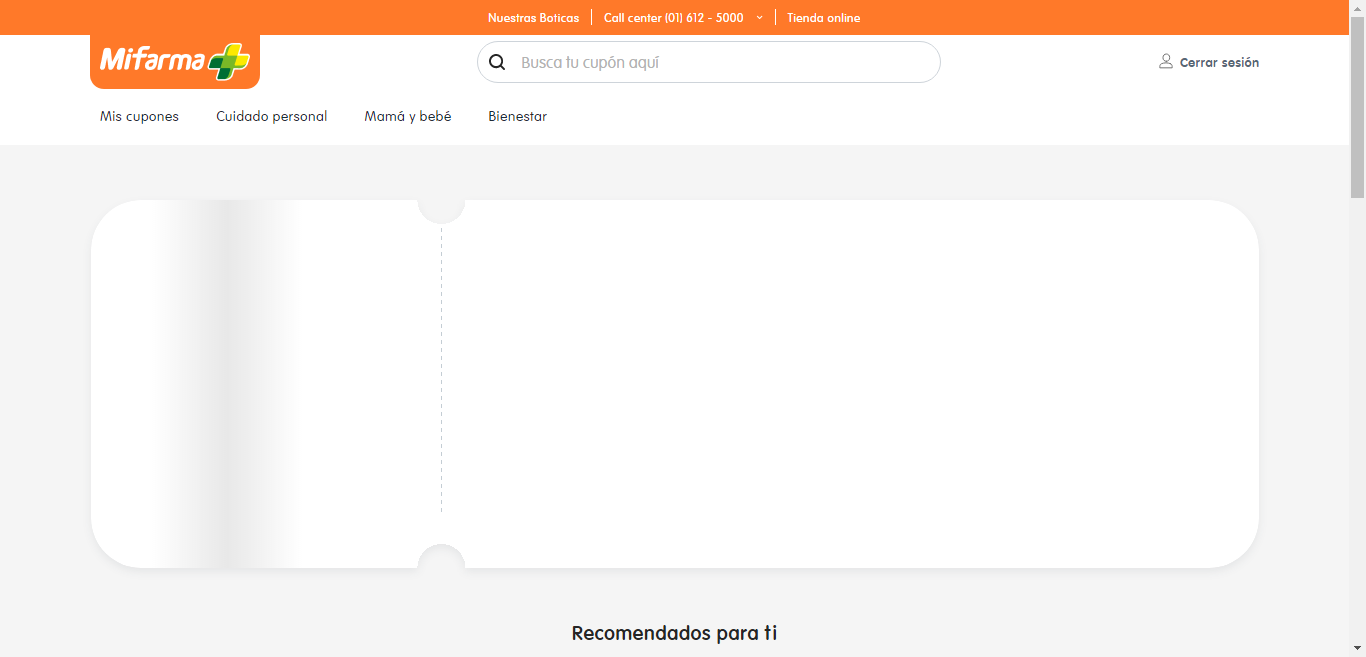 Nuestras Boticas
Call center (01) 612 - 5000
Tienda online
Mifarma
Busca tu cupón aquí
Cerrar sesión
Mis cupones
Cuidado personal
Mamá y bebé
Bienestar
Recomendados para ti